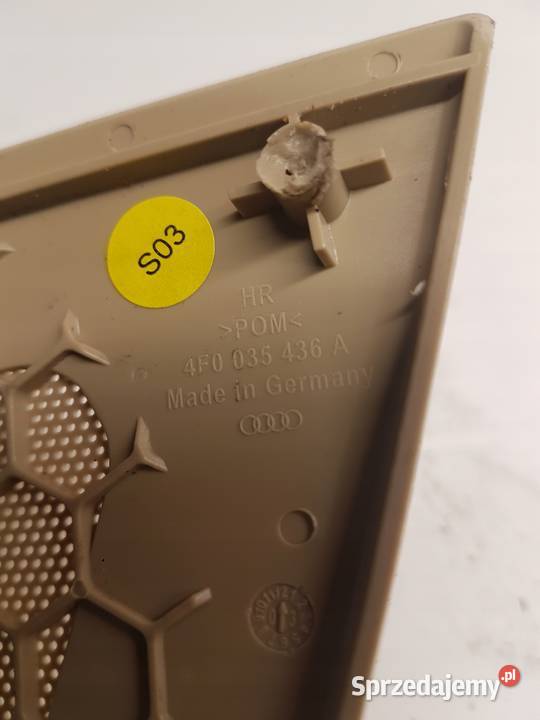 S03
HR
>POM<
4F0 035 436 A
Made in Germany
Sprzedajemy.pl